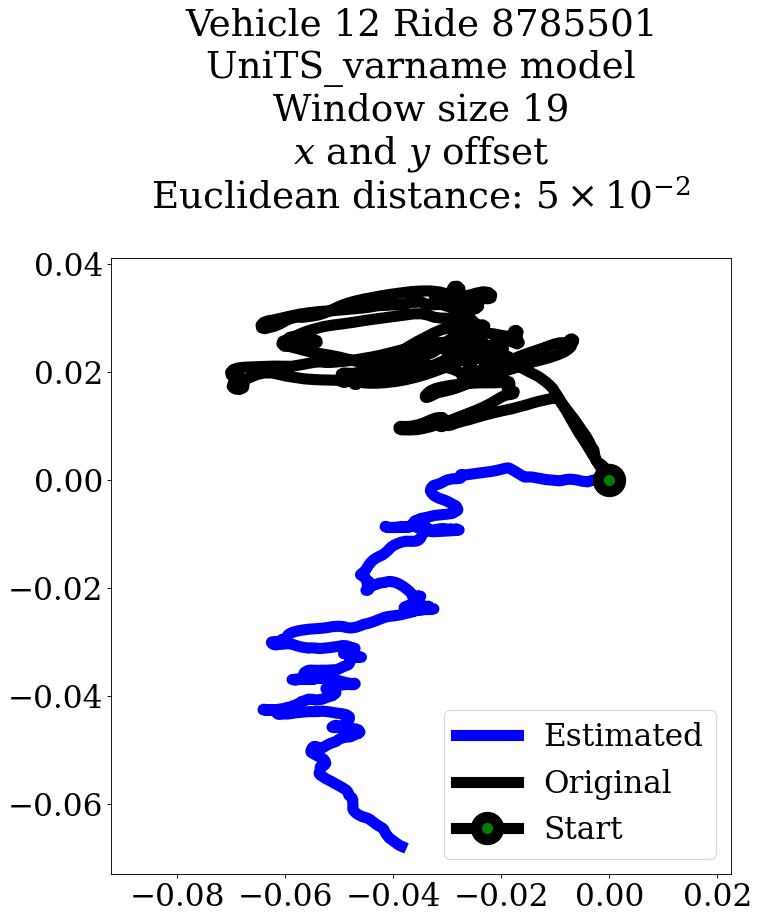 Vehicle 12 Ride 8785501
UniTS_varname model
Window size 19
x and y offset
Euclidean distance: 5 × 10⁻²
0.04
0.02
0.00
−0.02
−0.04
−0.06
Estimated
Original
Start
−0.08 −0.06 −0.04 −0.02 0.00 0.02